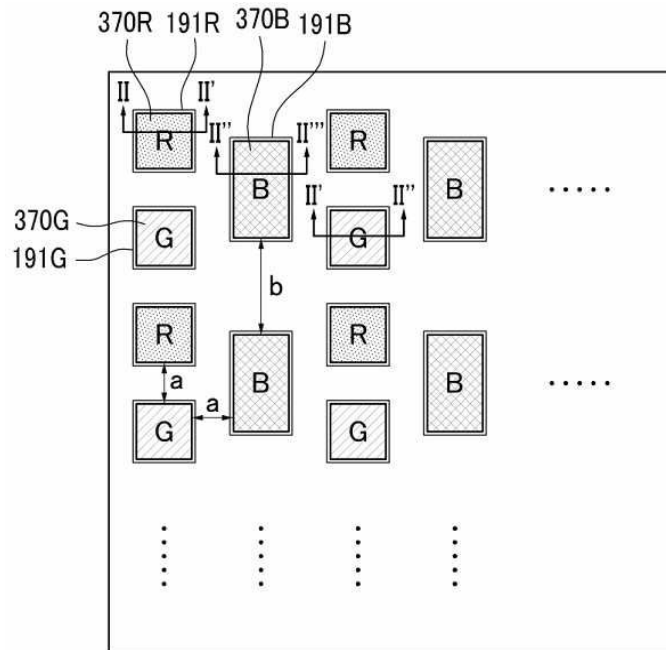 370R 191R 370B 191B
II II' II'' II'''
R R
B B
370G II' II''
191G G G
b
R R
B B
a a
G G